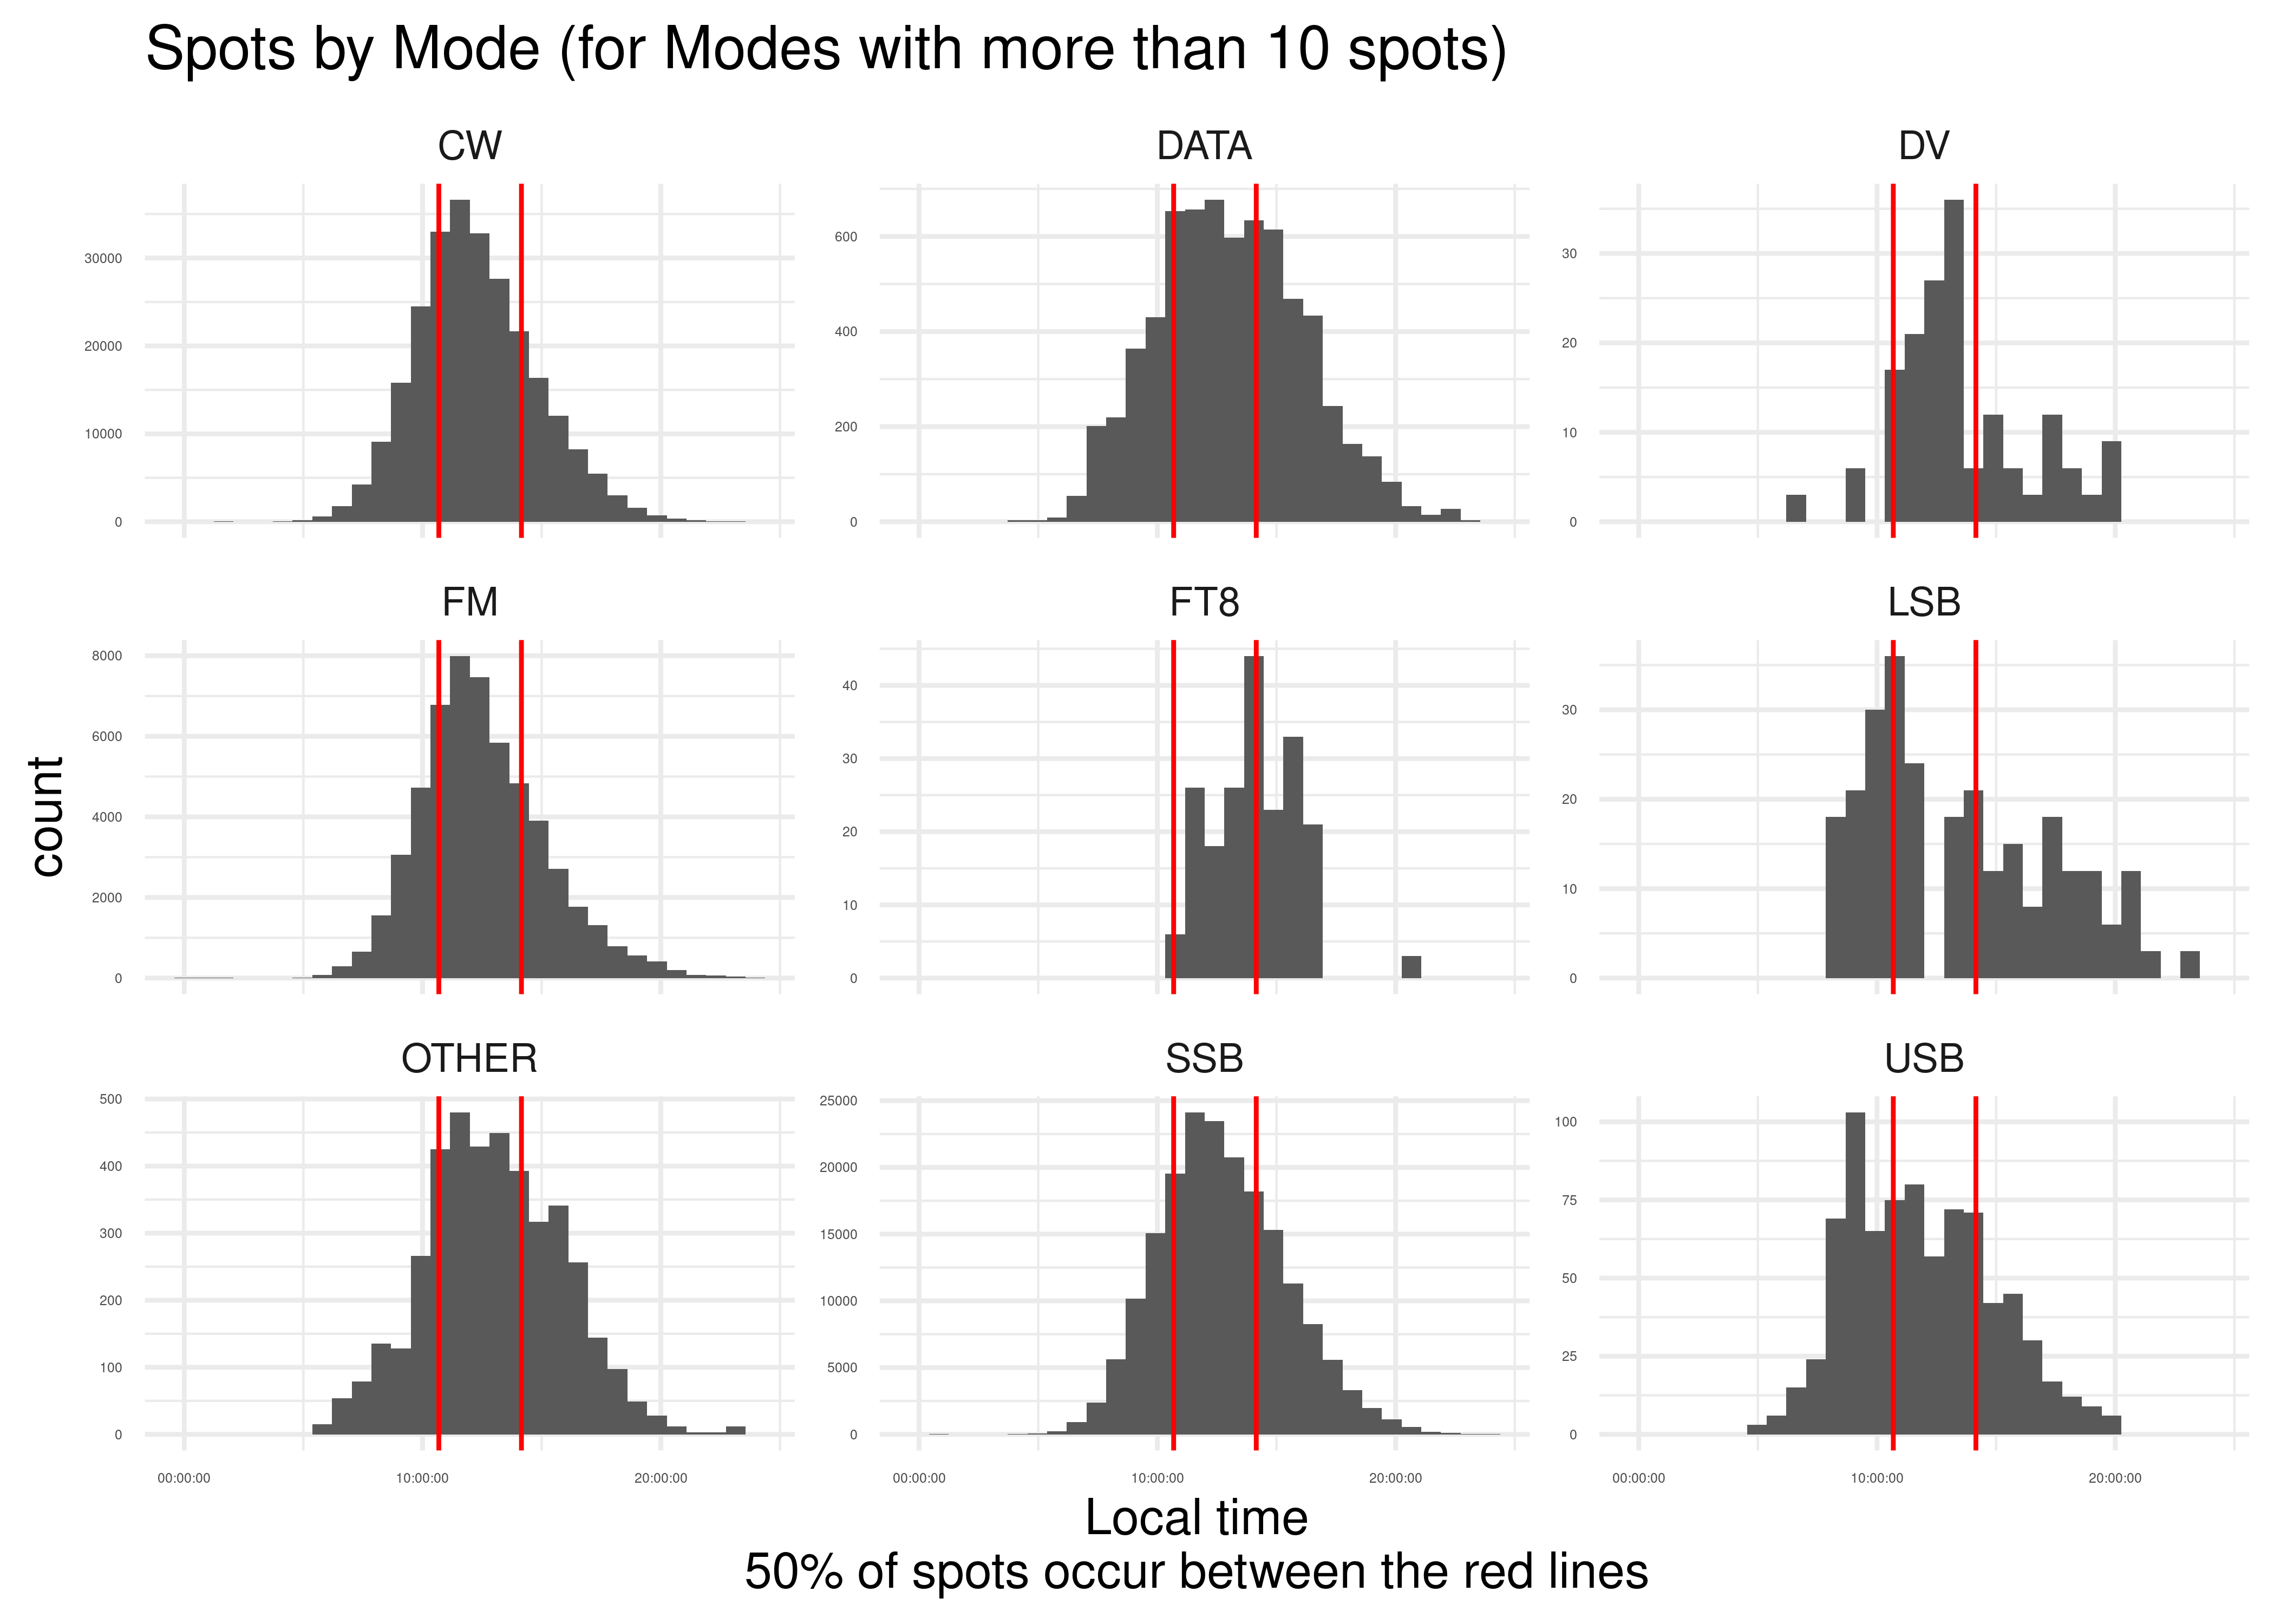 Spots by Mode (for Modes with more than 10 spots)
CW
DATA
DV
30000
20000
10000
0
600
400
200
0
30
20
10
0
FM
FT8
LSB
8000
6000
4000
2000
0
40
30
20
10
0
30
20
10
0
count
OTHER
SSB
USB
500
400
300
200
100
0
25000
20000
15000
10000
5000
0
100
75
50
25
0
00:00:00 10:00:00 20:00:00
00:00:00 10:00:00 20:00:00
00:00:00 10:00:00 20:00:00
Local time
50% of spots occur between the red lines